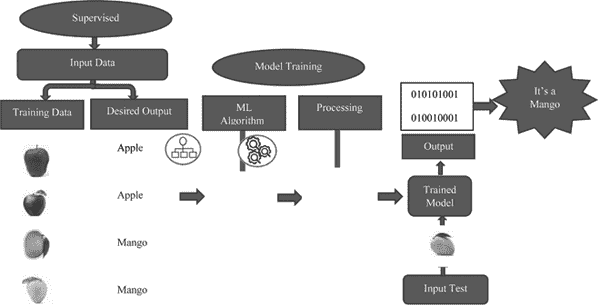 Supervised
Input Data
Training Data
Desired Output
Apple
Apple
Mango
Mango
Model Training
ML
Algorithm
Processing
010101001
010010001
Output
Trained
Model
Input Test
It's a
Mango